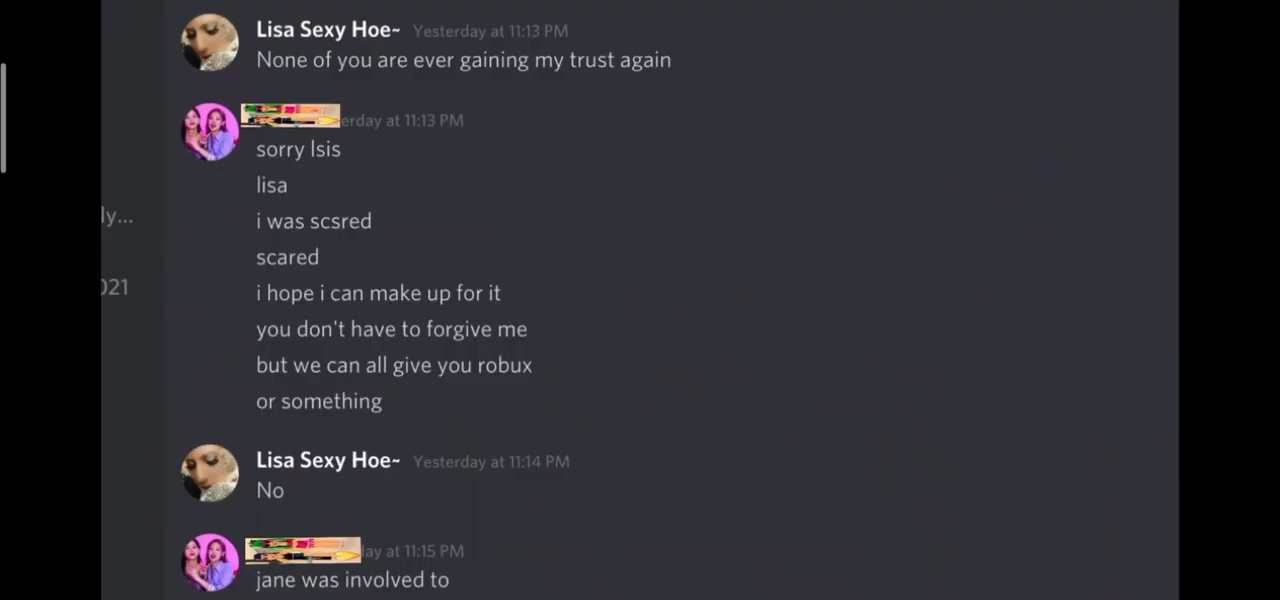 Lisa Sexy Hoe~ Yesterday at 11:13 PM
None of you are ever gaining my trust again
erday at 11:13 PM
sorry lsis
lisa
i was scsred
ly...
scared
021
i hope i can make up for it
you don't have to forgive me
but we can all give you robux
or something
Lisa Sexy Hoe~ Yesterday at 11:14 PM
No
ay at 11:15 PM
jane was involved to